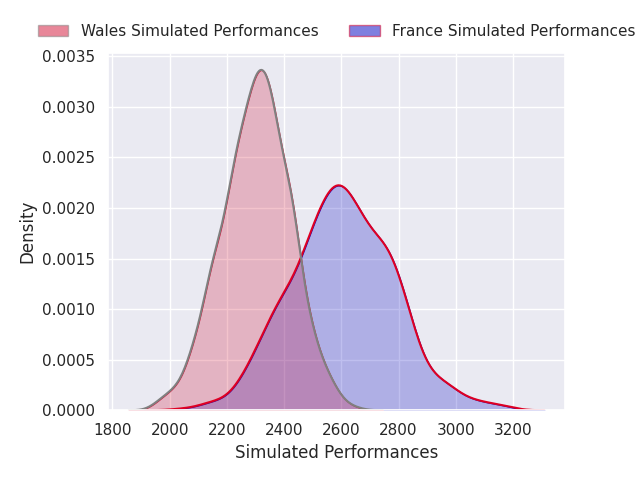 Wales Simulated Performances France Simulated Performances
0.0035
0.0030
0.0025
0.0020
0.0015
0.0010
0.0005
0.0000
Density
1800 2000 2200 2400 2600 2800 3000 3200
Simulated Performances